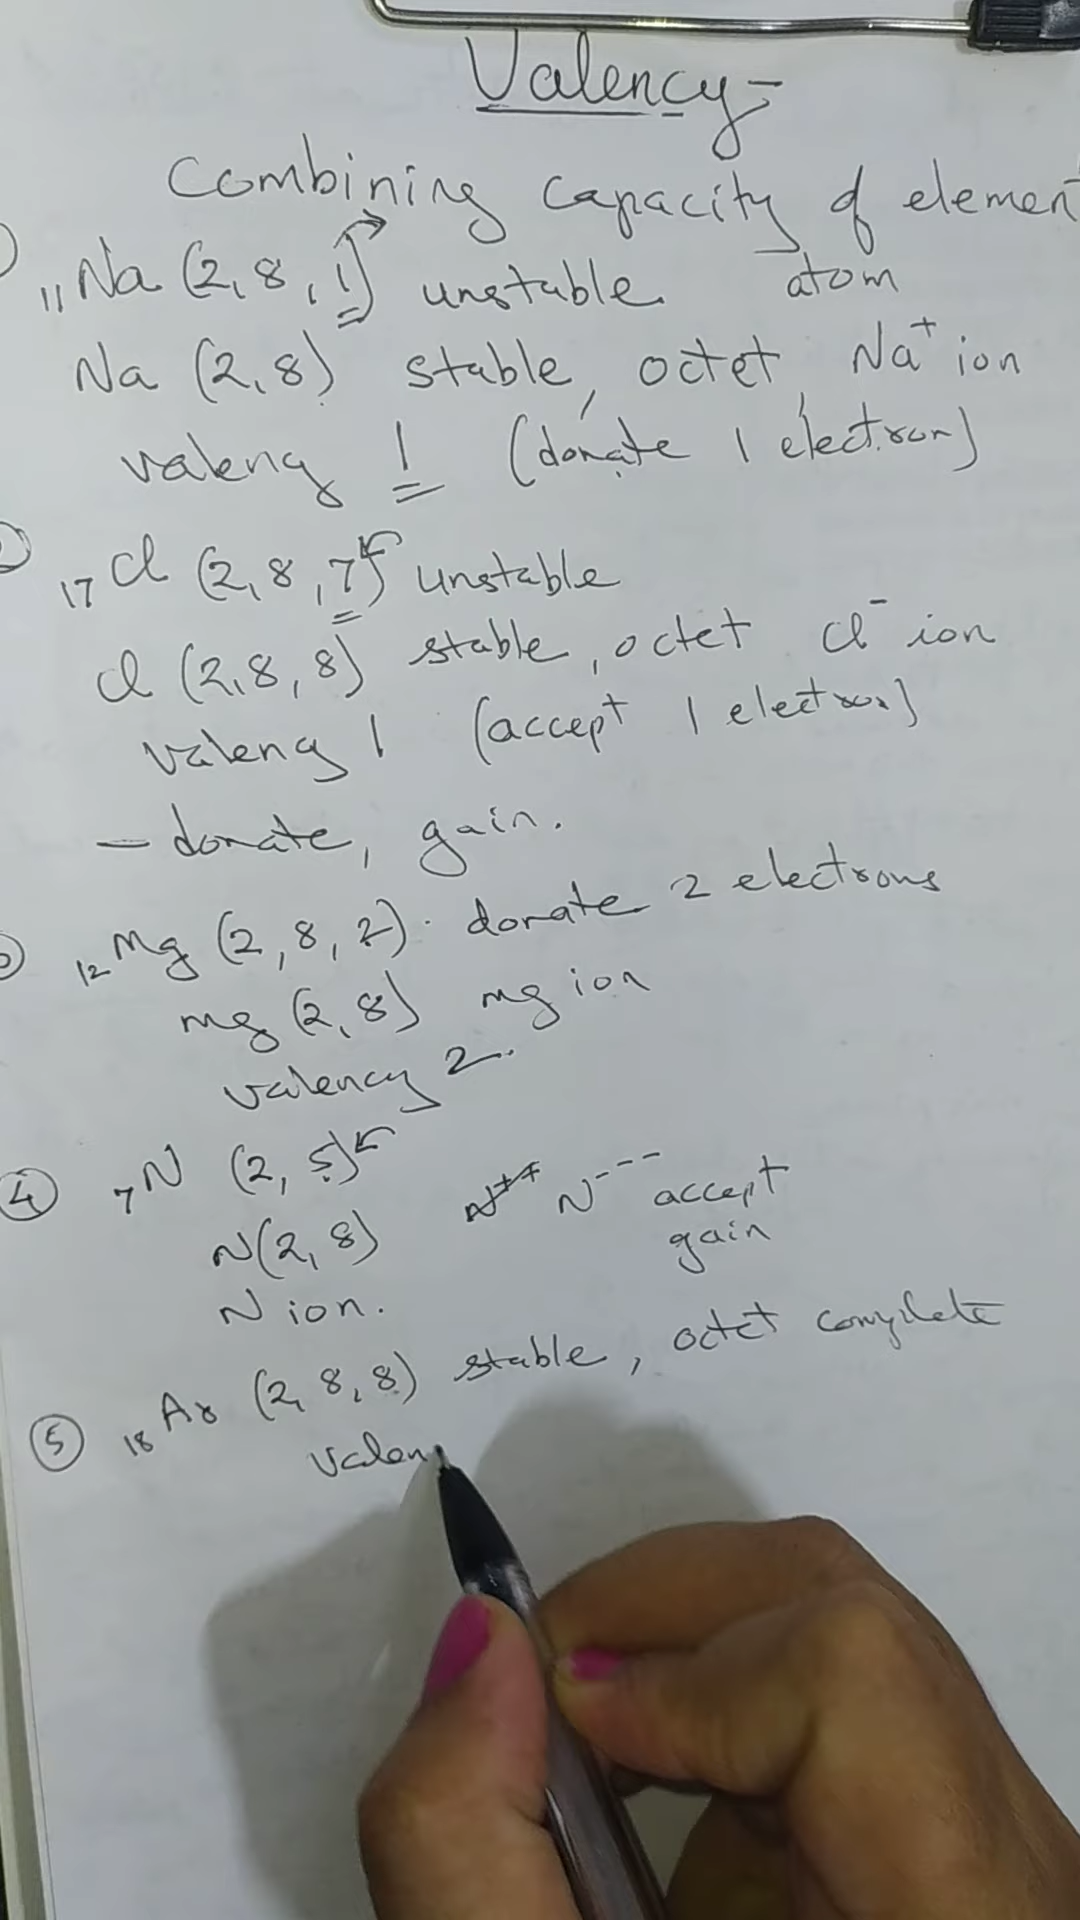 Valency -
Combining capacity of element
atom
11Na (2,8,1) unstable
Na (2,8) stable, octet, Na+ ion
valency 1 (donate 1 electron)
17Cl (2,8,7) unstable
Cl (2,8,8) stable, octet Cl- ion
valency 1 (accept 1 electron)
- donate, gain.
12Mg (2,8,2). donate 2 electrons
mg (2,8) mg ion
valency 2.
④ 7N (2,5)
N(2,8) N--- accept
gain
N ion.
⑤ 18Ar (2,8,8) stable, octet complete
valen